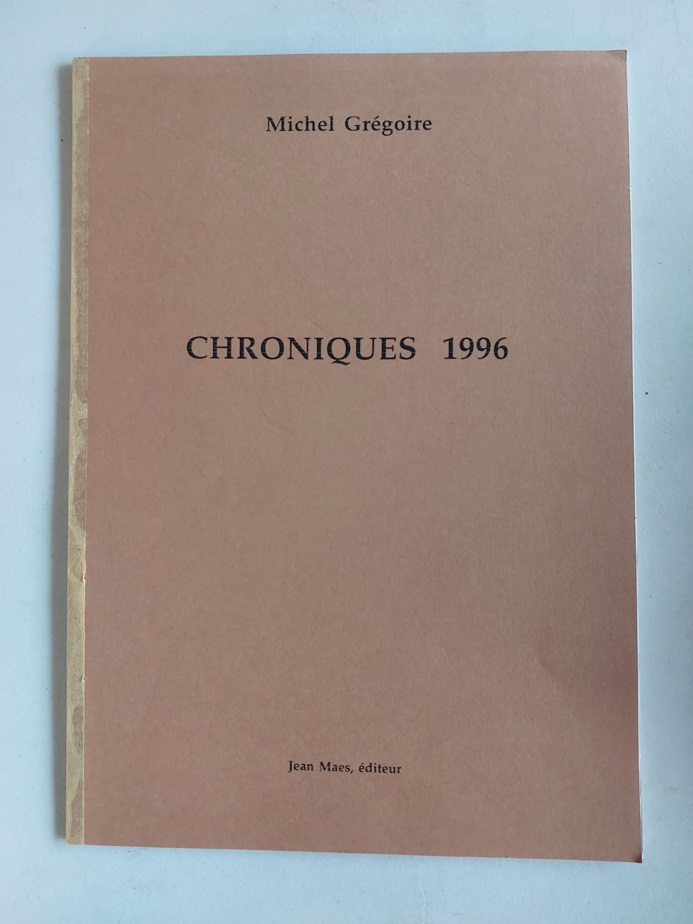 Michel Grégoire
CHRONIQUES 1996
Jean Maes, éditeur